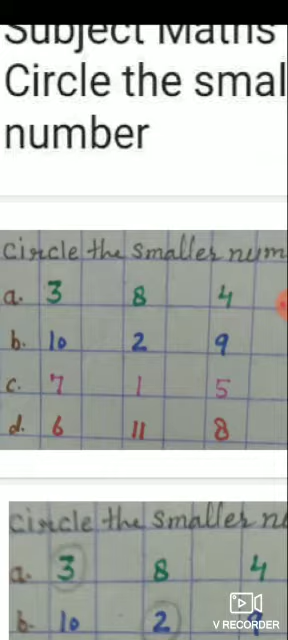 Subject Maths
Circle the smal
number
Circle the smaller num
a. 3 8 4
b. 10 2 9
c. 7 1 5
d. 6 11 8
Circle the smaller n
a. 3 8 4
b. 10 2
V RECORDER